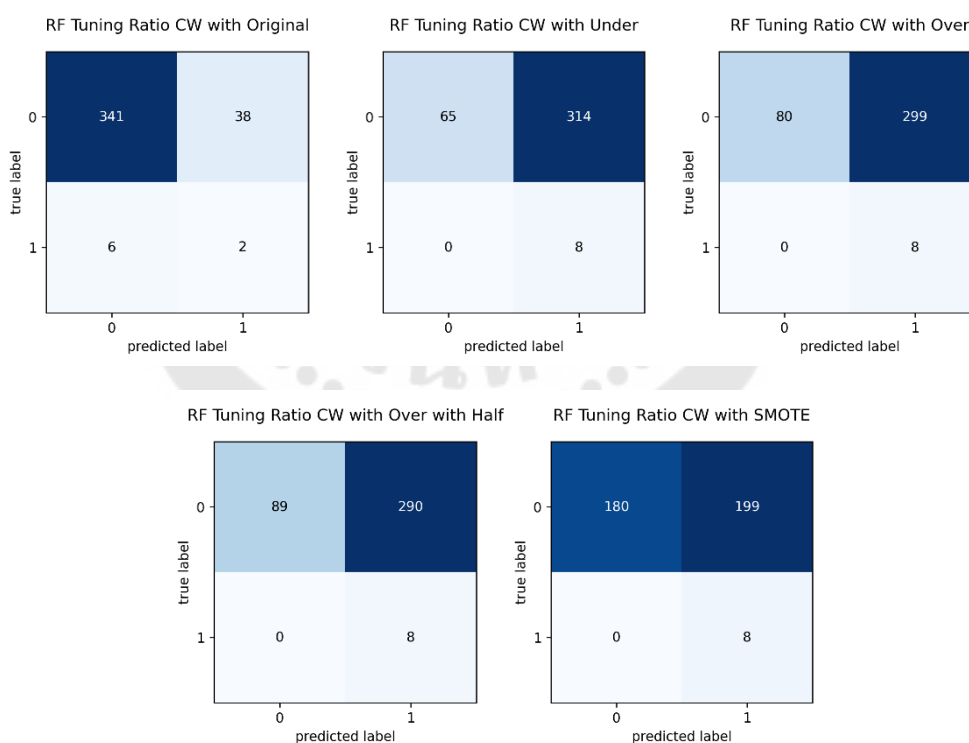 RF Tuning Ratio CW with Original
0
341
38
true label
1
6
2
0
1
predicted label
RF Tuning Ratio CW with Under
0
65
314
true label
1
0
8
0
1
predicted label
RF Tuning Ratio CW with Over
0
80
299
true label
1
0
8
0
1
predicted label
RF Tuning Ratio CW with Over with Half
0
89
290
true label
1
0
8
0
1
predicted label
RF Tuning Ratio CW with SMOTE
0
180
199
true label
1
0
8
0
1
predicted label